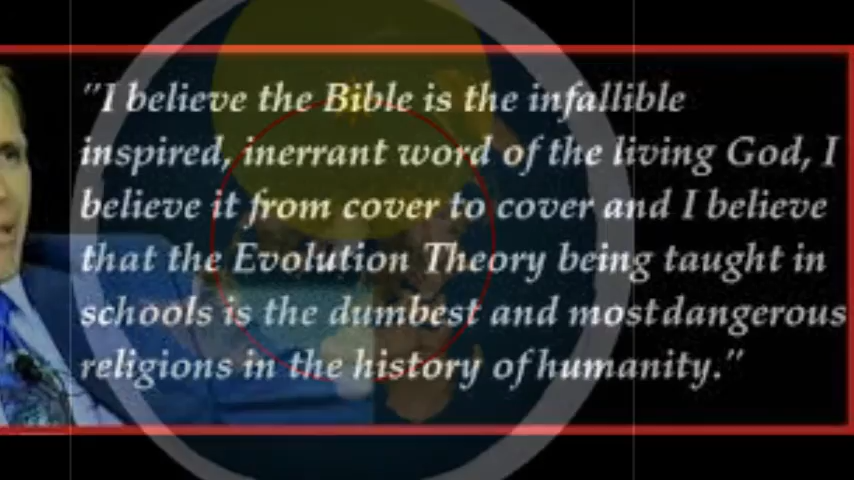 "I believe the Bible is the infallible
inspired, inerrant word of the living God, I
believe it from cover to cover and I believe
that the Evolution Theory being taught in
schools is the dumbest and most dangerous
religions in the history of humanity."